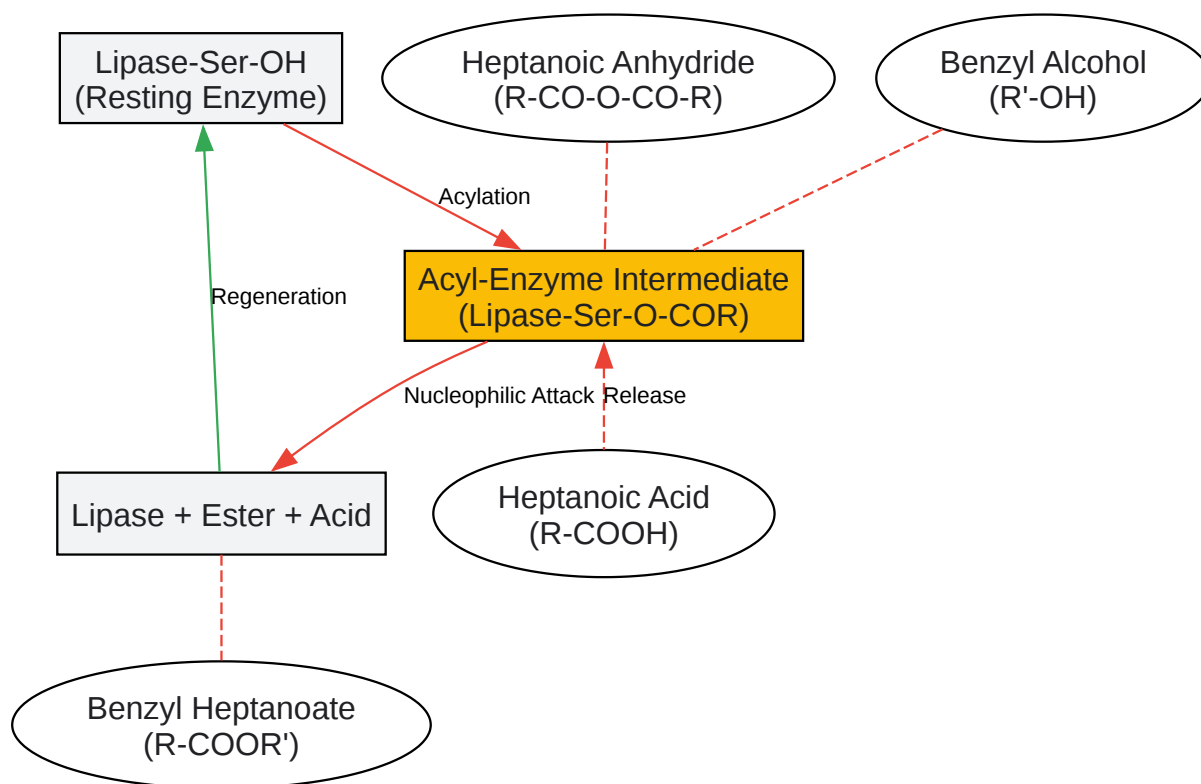 Lipase-Ser-OH
(Resting Enzyme)
Heptanoic Anhydride
(R-CO-O-CO-R)
Benzyl Alcohol
(R'-OH)
Acylation
Acyl-Enzyme Intermediate
(Lipase-Ser-O-COR)
Regeneration
Nucleophilic Attack
Release
Lipase + Ester + Acid
Heptanoic Acid
(R-COOH)
Benzyl Heptanoate
(R-COOR')